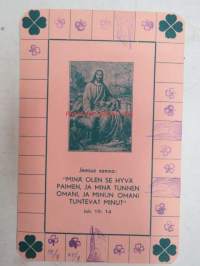 Jeesus sanoo:
"MINÄ OLEN SE HYVÄ
PAIMEN, JA MINÄ TUNNEN
OMANI, JA MINUN OMANI
TUNTEVAT MINUT"
Joh. 10: 14